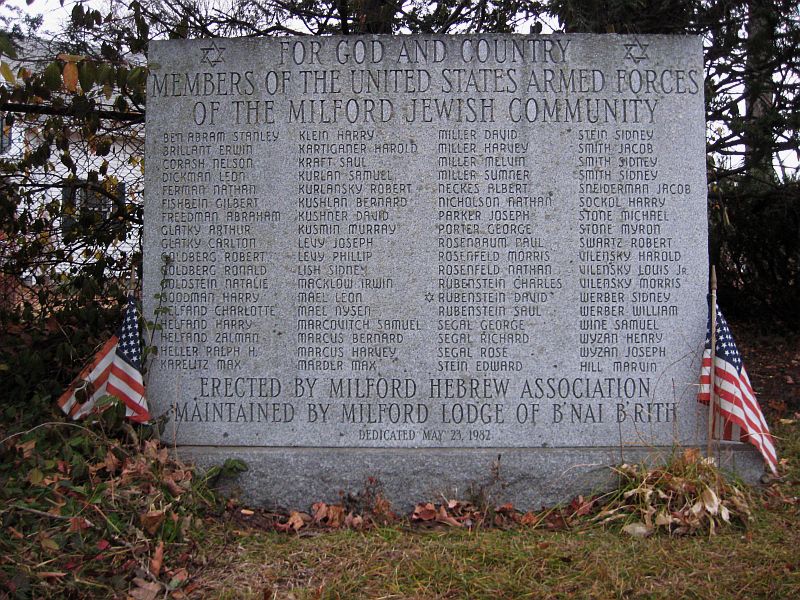 FOR GOD AND COUNTRY
MEMBERS OF THE UNITED STATES ARMED FORCES
OF THE MILFORD JEWISH COMMUNITY
BEN ABRAM STANLEY
BRILLANT ERWIN
CORASH NELSON
DICKMAN LEON
FERMAN NATHAN
FISHBEIN GILBERT
FREEDMAN ABRAHAM
GLATKY ARTHUR
GLATKY CARLTON
GOLDBERG ROBERT
GOLDBERG RONALD
GOLDSTEIN NATALIE
GOODMAN HARRY
HELFAND CHARLOTTE
HELFAND HARRY
HELFAND ZALMAN
HELLER RALPH H.
KARELITZ MAX
KLEIN HARRY
KARTIGANER HAROLD
KRAFT SAUL
KURLAN SAMUEL
KURLANSKY ROBERT
KUSHLAN BERNARD
KUSHNER DAVID
KUSMIN MURRAY
LEVY JOSEPH
LEVY PHILLIP
LISH SIDNEY
MACKLOW IRWIN
MAEL LEON
MAEL NYSEN
MARCOVITCH SAMUEL
MARCUS BERNARD
MARCUS HARVEY
MARDER MAX
MILLER DAVID
MILLER HARVEY
MILLER MELVIN
MILLER SUMNER
NECKES ALBERT
NICHOLSON NATHAN
PARKER JOSEPH
PORTER GEORGE
ROSENBAUM PAUL
ROSENFELD MORRIS
ROSENFELD NATHAN
RUBENSTEIN CHARLES
✡RUBENSTEIN DAVID
RUBENSTEIN SAUL
SEGAL GEORGE
SEGAL RICHARD
SEGAL ROSE
STEIN EDWARD
STEIN SIDNEY
SMITH JACOB
SMITH SIDNEY
SMITH SIDNEY
SNEIDERMAN JACOB
SOCKOL HARRY
STONE MICHAEL
STONE MYRON
SWARTZ ROBERT
VILENSKY HAROLD
VILENSKY LOUIS Jr.
VILENSKY MORRIS
WERBER SIDNEY
WERBER WILLIAM
WINE SAMUEL
WYZAN HENRY
WYZAN JOSEPH
HILL MARVIN
ERECTED BY MILFORD HEBREW ASSOCIATION
MAINTAINED BY MILFORD LODGE OF B'NAI B'RITH
DEDICATED MAY 23, 1982